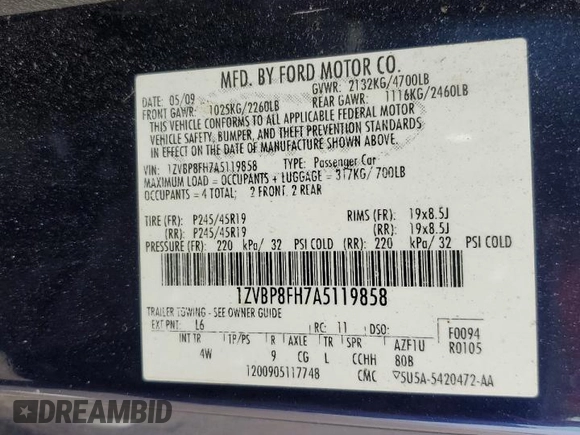 MFD. BY FORD MOTOR CO.
DATE: 05/09 GVWR: 2132KG/4700LB
FRONT GAWR: 1025KG/2260LB REAR GAWR: 1116KG/2460LB
THIS VEHICLE CONFORMS TO ALL APPLICABLE FEDERAL MOTOR
VEHICLE SAFETY, BUMPER, AND THEFT PREVENTION STANDARDS
IN EFFECT ON THE DATE OF MANUFACTURE SHOWN ABOVE.
VIN: 1ZVBP8FH7A5119858 TYPE: Passenger Car
MAXIMUM LOAD = OCCUPANTS + LUGGAGE = 317KG/700LB
OCCUPANTS = 4 TOTAL; 2 FRONT, 2 REAR
TIRE (FR): P245/45R19 RIMS (FR): 19x8.5J
(RR): P245/45R19 (RR): 19x8.5J
PRESSURE (FR): 220 kPa/ 32 PSI COLD (RR): 220 kPa/ 32 PSI COLD
1ZVBP8FH7A5119858
TRAILER TOWING - SEE OWNER GUIDE
EXT PNT: L6 RC: 11 DSO: F0094
R0105
INT TR TP/PS R AXLE TR SPR AZF1U
4W 9 CG L CCHH 80B
1200905117748 CMC 5U5A-5420472-AA
DREAMBID